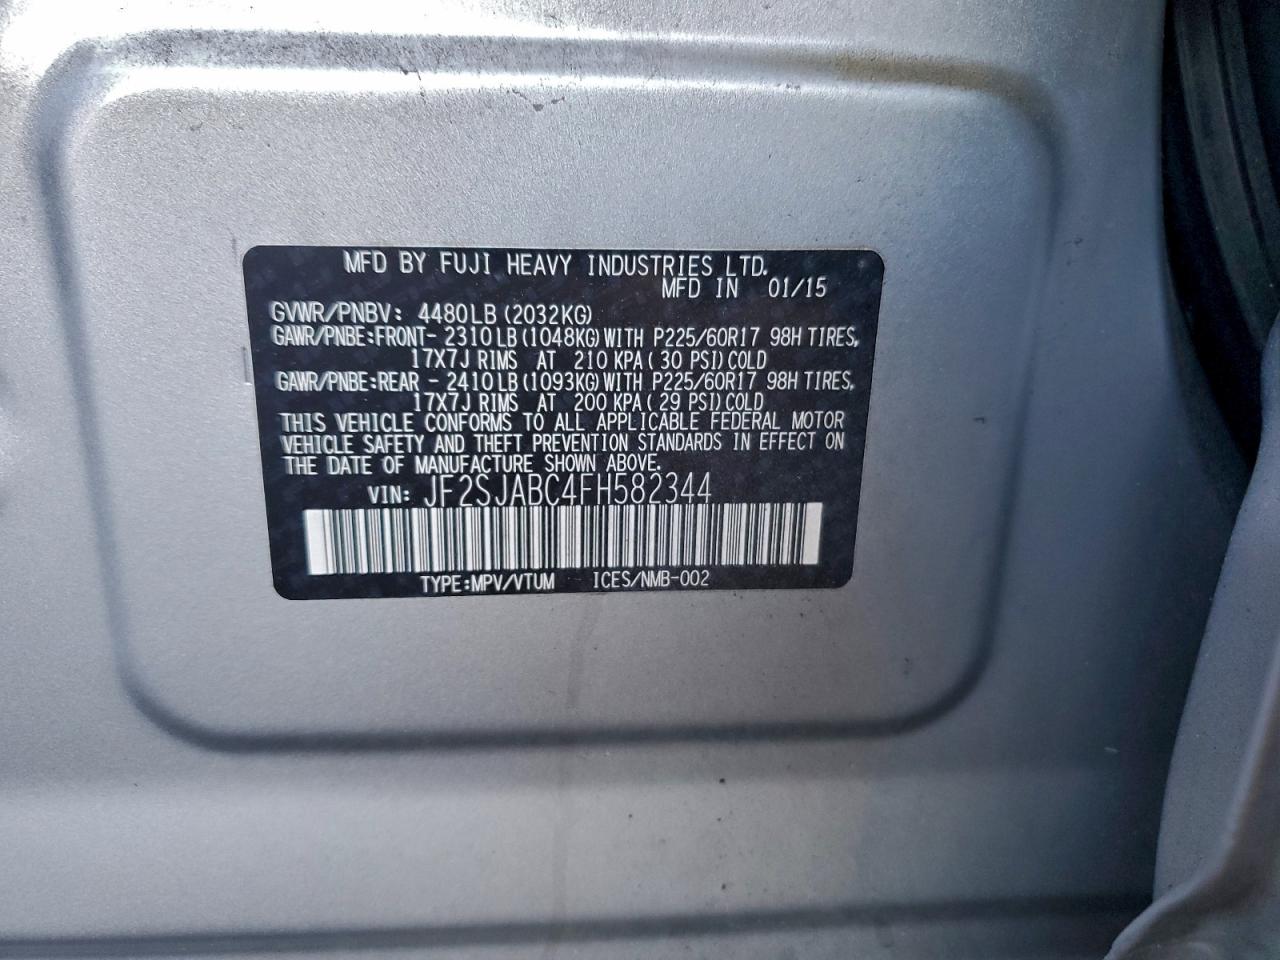 MFD BY FUJI HEAVY INDUSTRIES LTD.
MFD IN 01/15
GVWR/PNBV: 4480LB (2032KG)
GAWR/PNBE:FRONT- 2310LB (1048KG) WITH P225/60R17 98H TIRES,
17X7J RIMS AT 210 KPA (30 PSI) COLD
GAWR/PNBE:REAR - 2410LB (1093KG) WITH P225/60R17 98H TIRES,
17X7J RIMS AT 200 KPA (29 PSI) COLD
THIS VEHICLE CONFORMS TO ALL APPLICABLE FEDERAL MOTOR
VEHICLE SAFETY AND THEFT PREVENTION STANDARDS IN EFFECT ON
THE DATE OF MANUFACTURE SHOWN ABOVE.
VIN: JF2SJABC4FH582344
TYPE:MPV/VTUM ICES/NMB-002